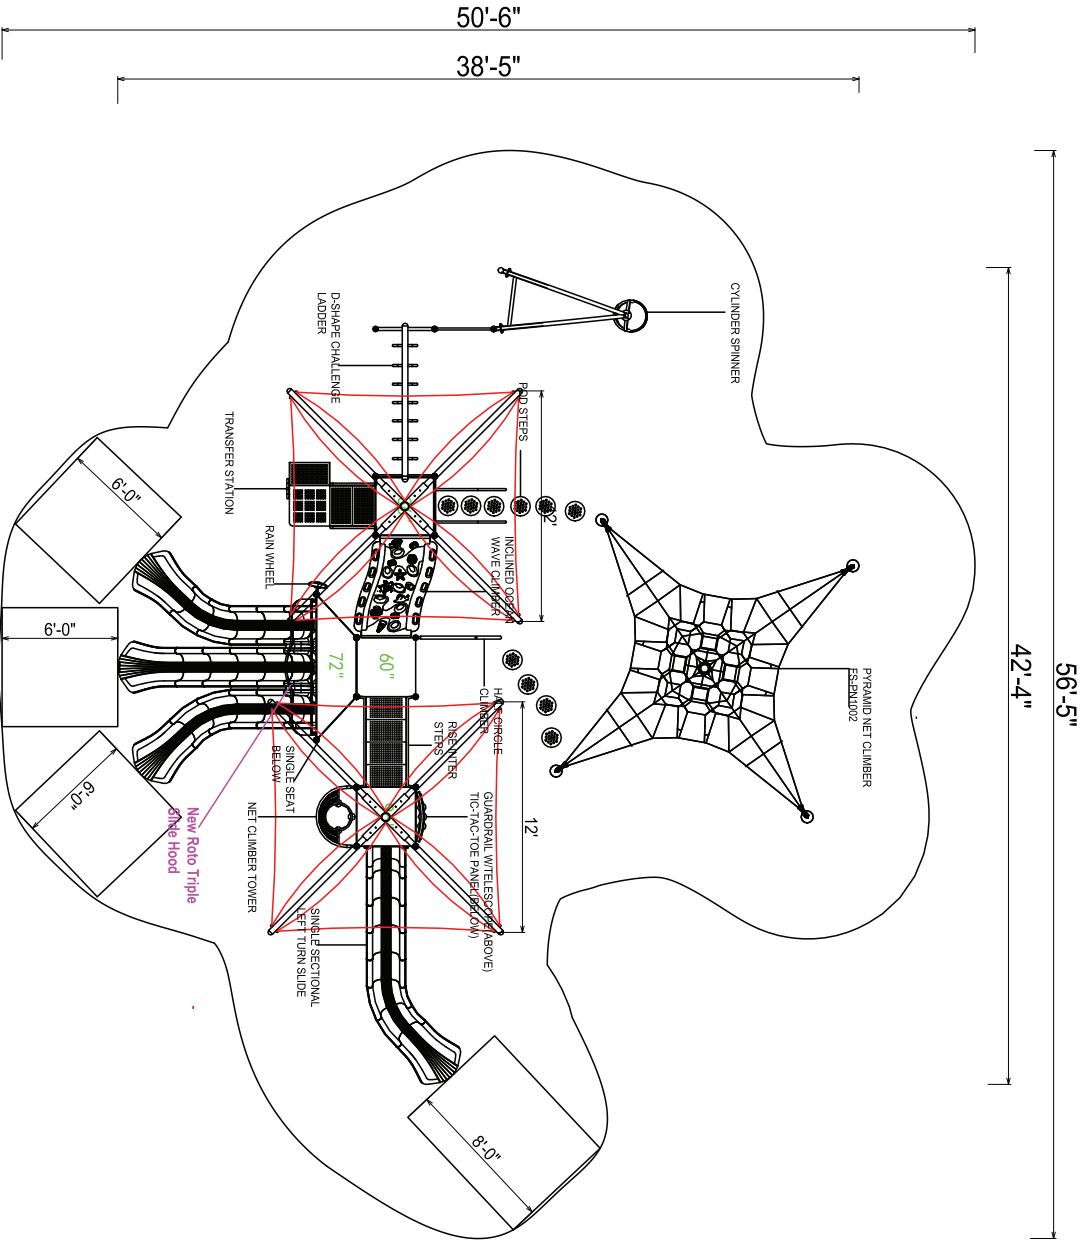 50'-6"
38'-5"
56'-5"
42'-4"
CYLINDER SPINNER
D-SHAPE CHALLENGE
LADDER
POD STEPS
TRANSFER STATION
12'
INCLINED OCEAN
WAVE CLIMBER
RAIN WHEEL
6'-0"
6'-0"
6'-0"
72"
60"
PYRAMID NET CLIMBER
FS-PN1002
HALF CIRCLE
CLIMBER
RISE INTER
STEPS
SINGLE SEAT
BELOW
New Roto Triple
Slide Hood
NET CLIMBER TOWER
GUARDRAIL W/TELESCOPE(ABOVE)
TIC-TAC-TOE PANEL(BELOW)
12'
SINGLE SECTIONAL
LEFT TURN SLIDE
8'-0"